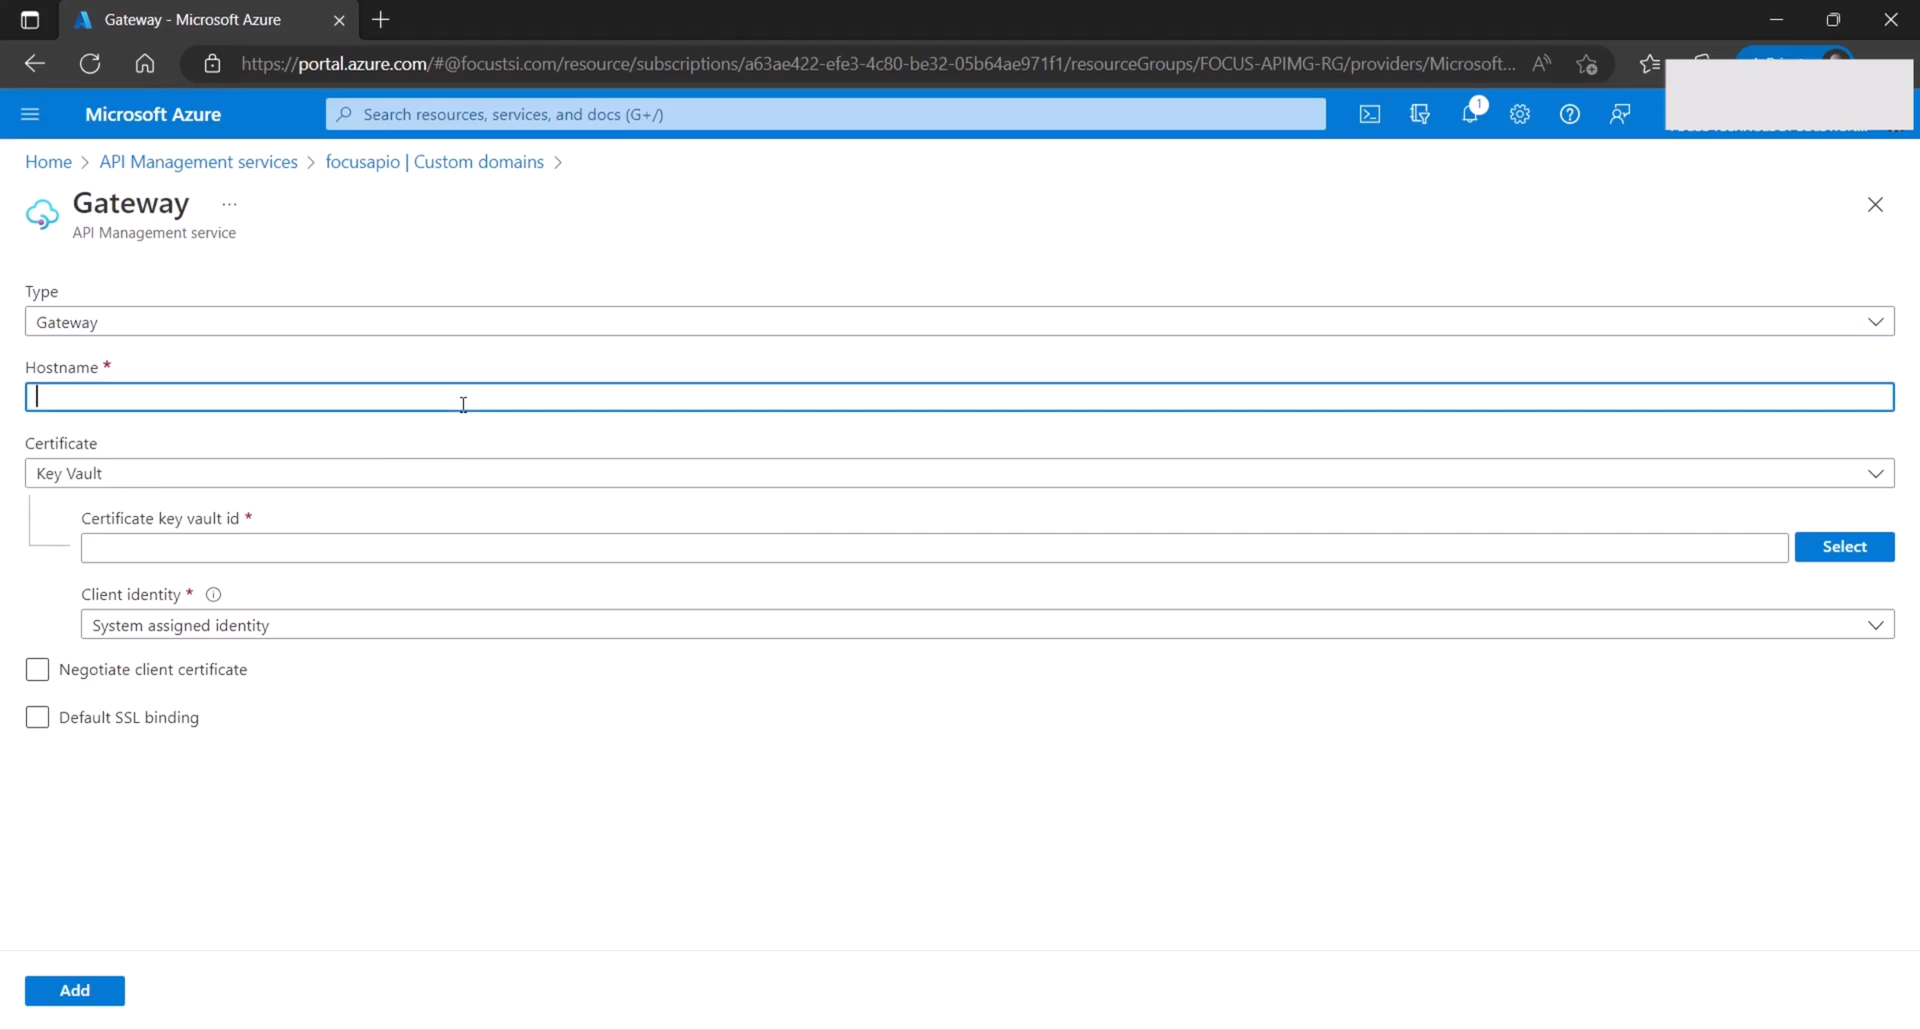 Gateway - Microsoft Azure
https://portal.azure.com/#@focustsi.com/resource/subscriptions/a63ae422-efe3-4c80-be32-05b64ae971f1/resourceGroups/FOCUS-APIMG-RG/providers/Microsoft...
Microsoft Azure
Search resources, services, and docs (G+/)
1
Home > API Management services > focusapio | Custom domains >
Gateway ...
API Management service
Type
Gateway
Hostname *
Certificate
Key Vault
Certificate key vault id *
Select
Client identity *
System assigned identity
Negotiate client certificate
Default SSL binding
Add